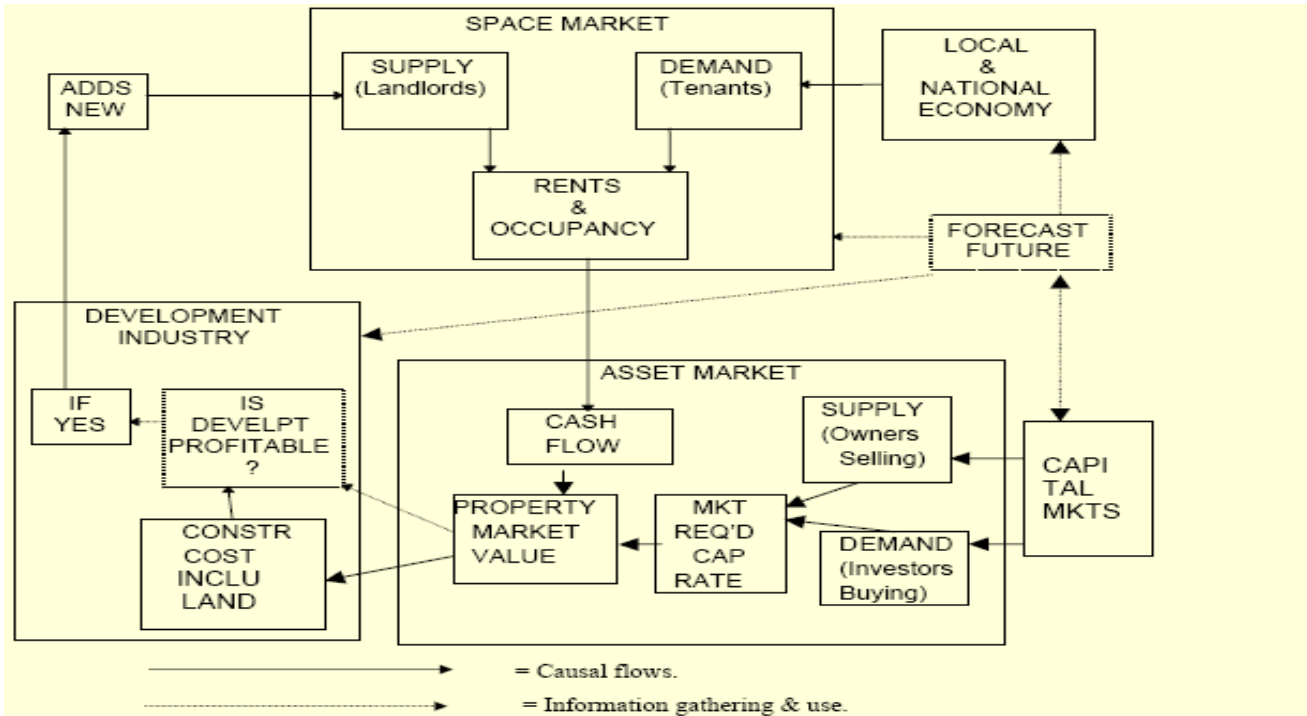 SPACE MARKET
SUPPLY
(Landlords)
DEMAND
(Tenants)
LOCAL
&
NATIONAL
ECONOMY
ADDS
NEW
RENTS
&
OCCUPANCY
FORECAST
FUTURE
DEVELOPMENT
INDUSTRY
IF
YES
IS
DEVELPT
PROFITABLE
?
CONSTR
COST
INCLU
LAND
ASSET MARKET
CASH
FLOW
SUPPLY
(Owners
Selling)
PROPERTY
MARKET
VALUE
MKT
REQ'D
CAP
RATE
DEMAND
(Investors
Buying)
CAPI
TAL
MKTS
= Causal flows.
= Information gathering & use.